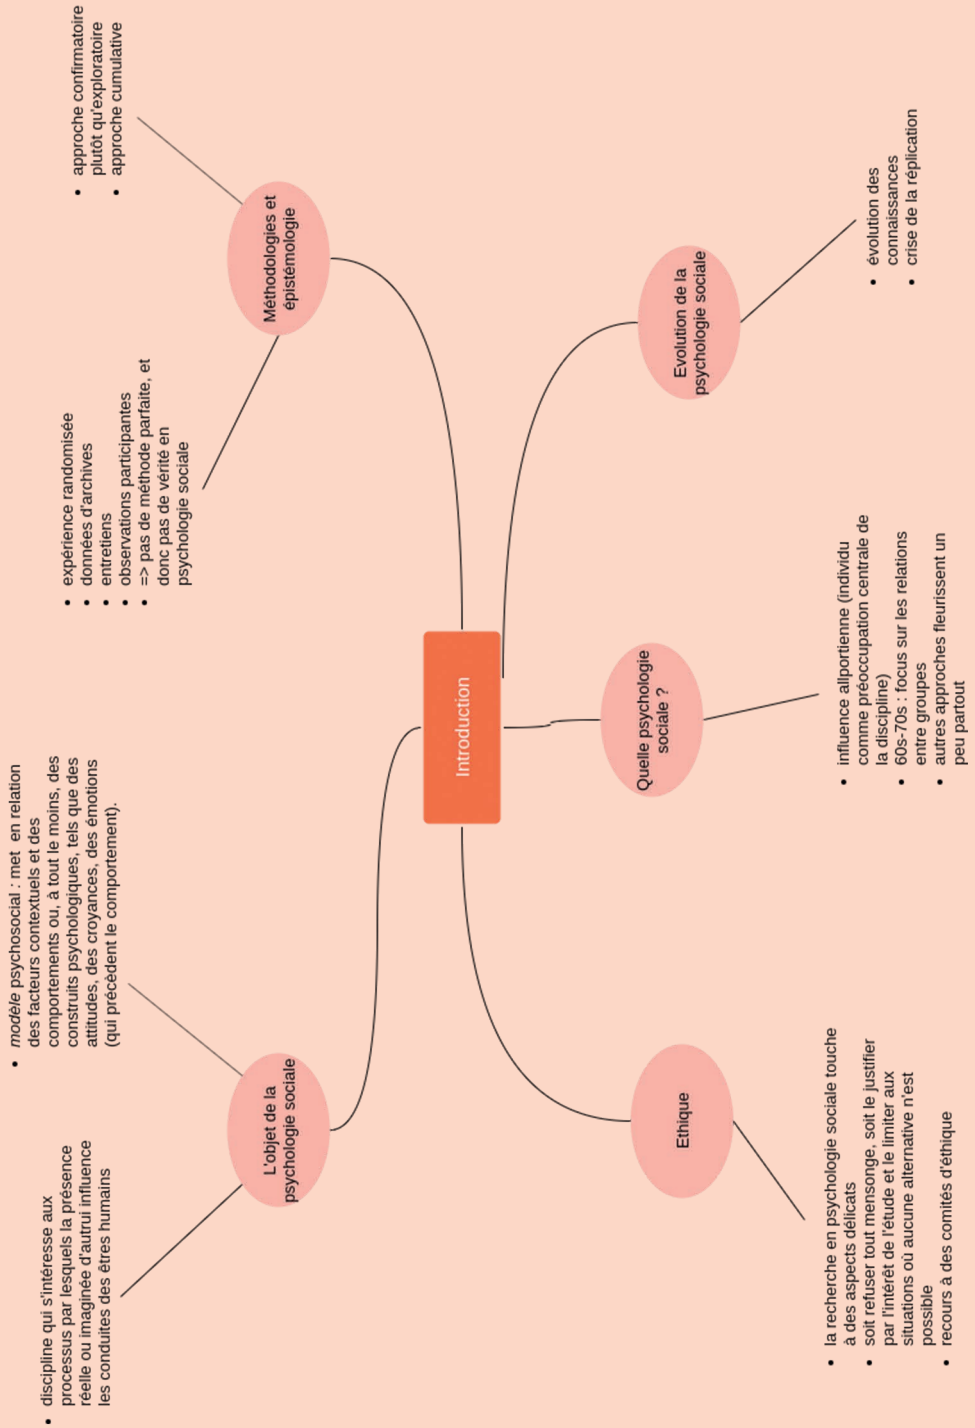 • discipline qui s'intéresse aux
processus par lesquels la présence
réelle ou imaginée d'autrui influence
les conduites des êtres humains
• modèle psychosocial : met en relation
des facteurs contextuels et des
comportements ou, à tout le moins, des
construits psychologiques, tels que des
attitudes, des croyances, des émotions
(qui précèdent le comportement).
L'objet de la
psychologie sociale
• expérience randomisée
• données d'archives
• entretiens
• observations participantes
• => pas de méthode parfaite, et
donc pas de vérité en
psychologie sociale
• approche confirmatoire
plutôt qu'exploratoire
• approche cumulative
Méthodologies et
épistémologie
Introduction
Ethique
• la recherche en psychologie sociale touche
à des aspects délicats
• soit refuser tout mensonge, soit le justifier
par l'intérêt de l'étude et le limiter aux
situations où aucune alternative n'est
possible
• recours à des comités d'éthique
Quelle psychologie
sociale ?
• influence allportienne (individu
comme préoccupation centrale de
la discipline)
• 60s-70s : focus sur les relations
entre groupes
• autres approches fleurissent un
peu partout
Evolution de la
psychologie sociale
• évolution des
connaissances
• crise de la réplication